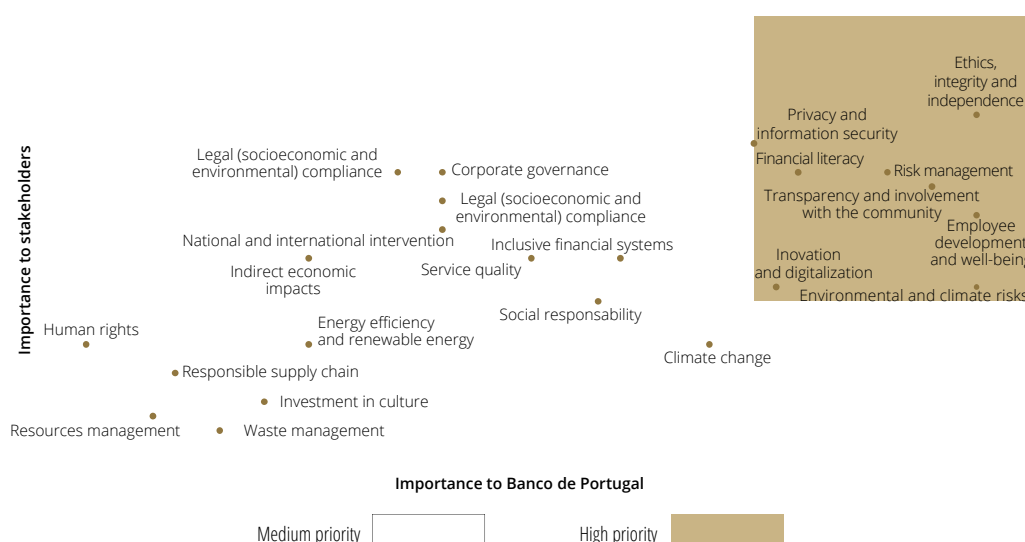 Ethics,
integrity and
independence
Privacy and
information security
Legal (socioeconomic and
environmental) compliance
Corporate governance
Financial literacy
Risk management
Legal (socioeconomic and
environmental) compliance
Transparency and involvement
with the community
National and international intervention
Inclusive financial systems
Employee
development
and well-being
Indirect economic
impacts
Service quality
Inovation
and digitalization
Environmental and climate risks
Social responsability
Human rights
Energy efficiency
and renewable energy
Climate change
Responsible supply chain
Investment in culture
Resources management
Waste management
Importance to stakeholders
Importance to Banco de Portugal
Medium priority
High priority